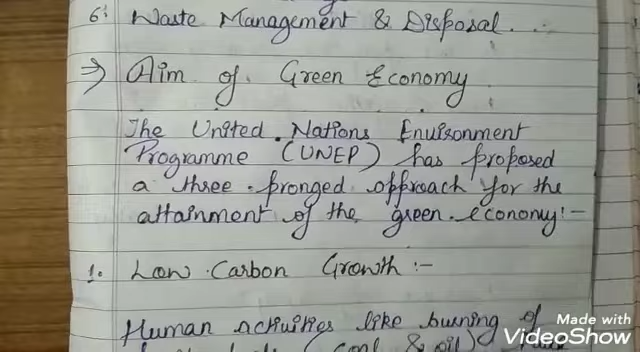 6: Waste Management & Disposal.
⇒ Aim of Green Economy
The United Nations Environment
Programme (UNEP) has proposed
a three pronged approach for the
attainment of the green economy:-
1. Low Carbon Growth :-
Human activities like burning of
(coal & oil)
Made with
VideoShow